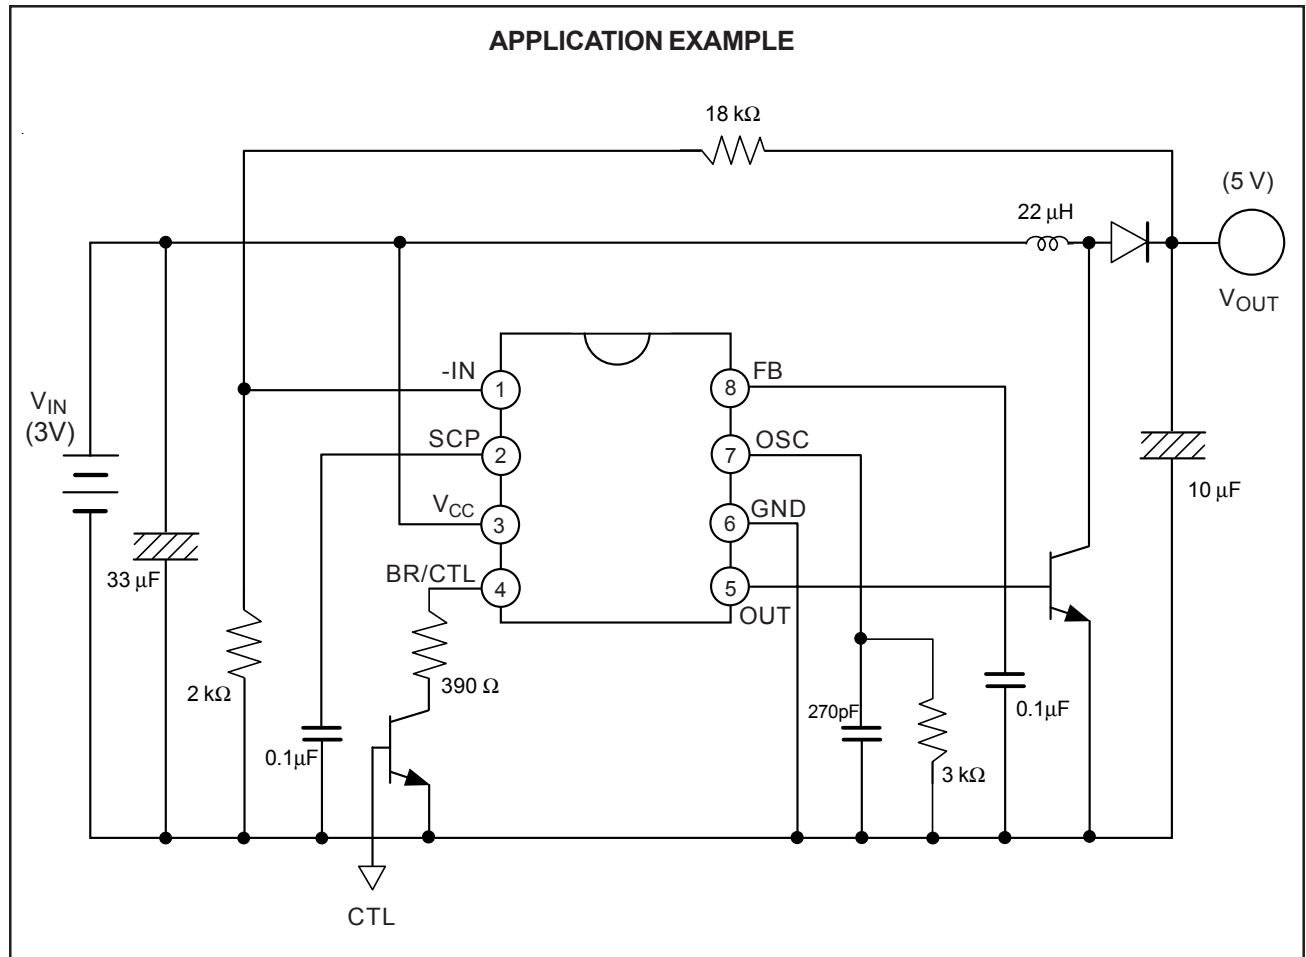 APPLICATION EXAMPLE
18 kΩ
(5 V)
22 μH
VOUT
-IN
1
8
FB
VIN
(3V)
SCP
2
7
OSC
VCC
3
6
GND
10 μF
33 μF
BR/CTL
4
5
OUT
2 kΩ
390 Ω
270pF
0.1μF
0.1μF
3 kΩ
CTL